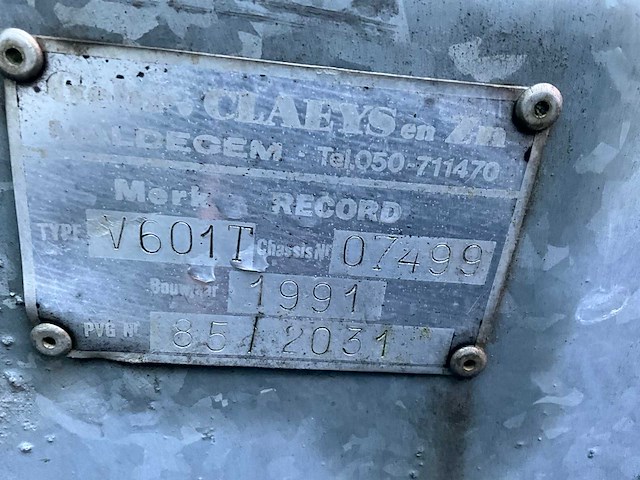 CLAEYS en Zn
MALDEGEM - Tel.050-711470
Merk RECORD
TYPE V601T Chassis Nr 07499
Bouwjaar 1991
PVG Nr 85/2031